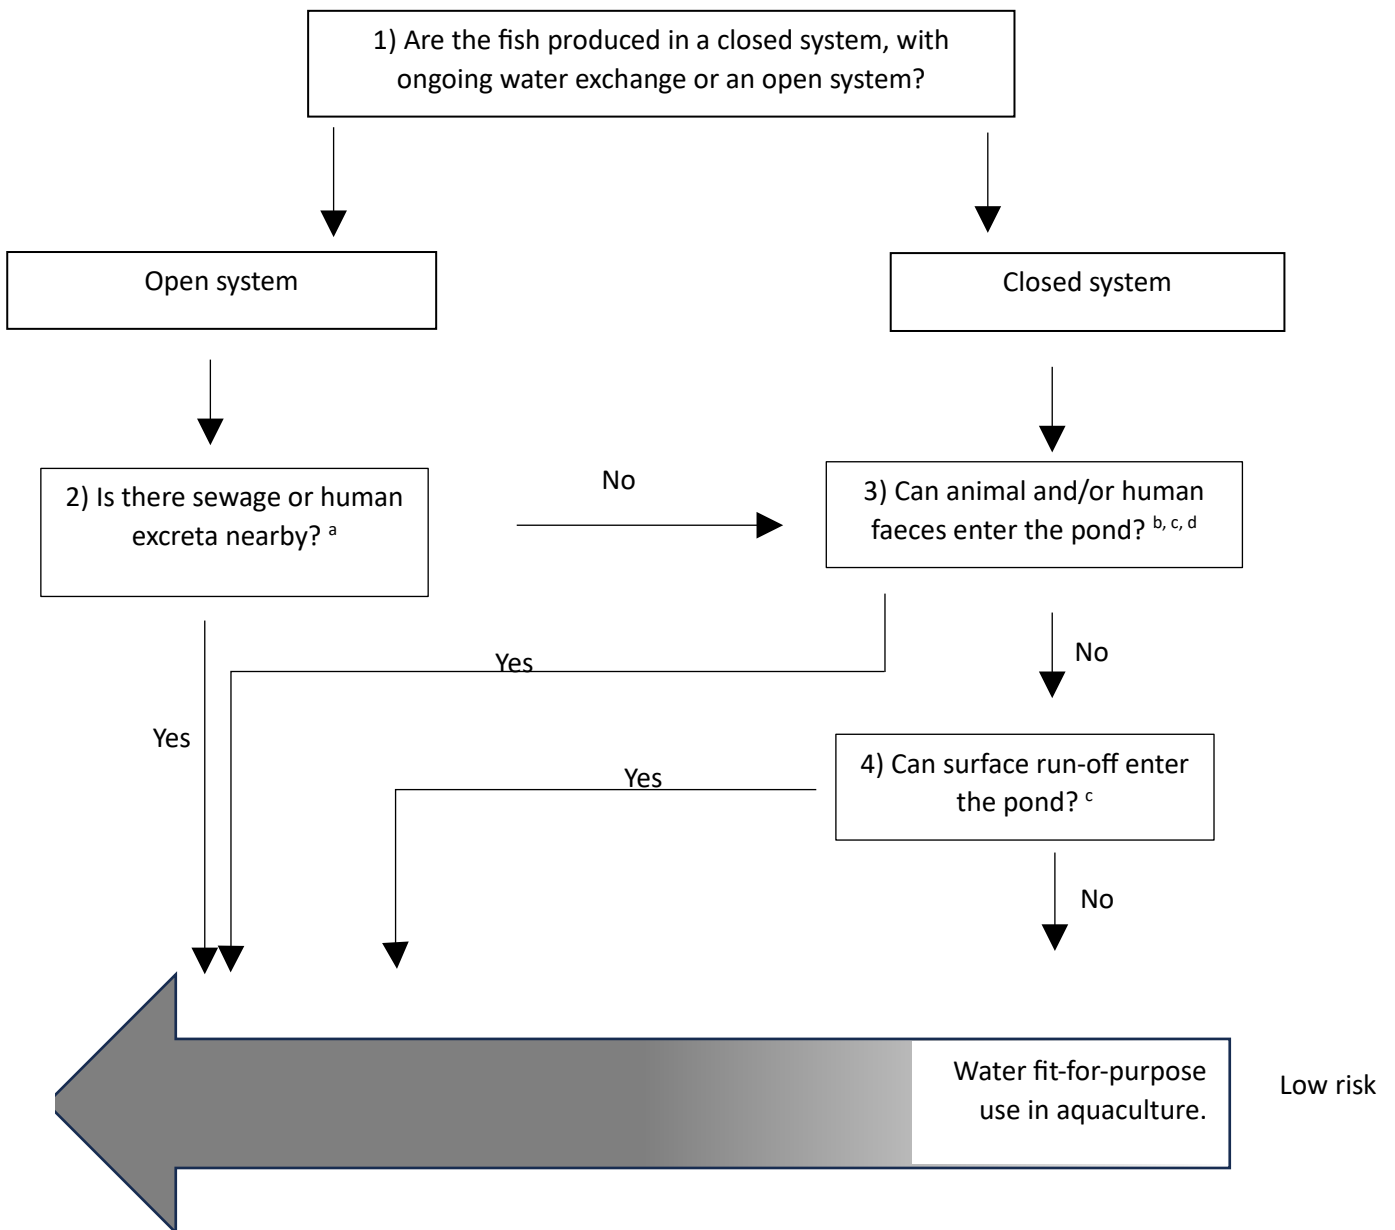 1) Are the fish produced in a closed system, with
ongoing water exchange or an open system?
Open system
Closed system
2) Is there sewage or human
excreta nearby? a
No
3) Can animal and/or human
faeces enter the pond? b, c, d
Yes
No
Yes
4) Can surface run-off enter
the pond? c
Yes
No
Water fit-for-purpose
use in aquaculture.
Low risk